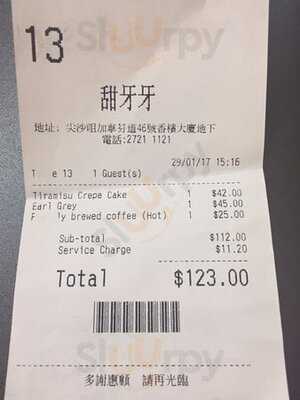 13
甜牙牙
地址: 尖沙咀加拿芬道46號香檳大廈地下
電話:2721 1121
29/01/17 15:16
T e 13 1 Guest(s)
Tiramisu Crepe Cake 1 $42.00
Earl Grey 1 $45.00
ly brewed coffee (Hot) 1 $25.00
Sub-total $112.00
Service Charge $11.20
Total $123.00
多謝惠顧 請再光臨